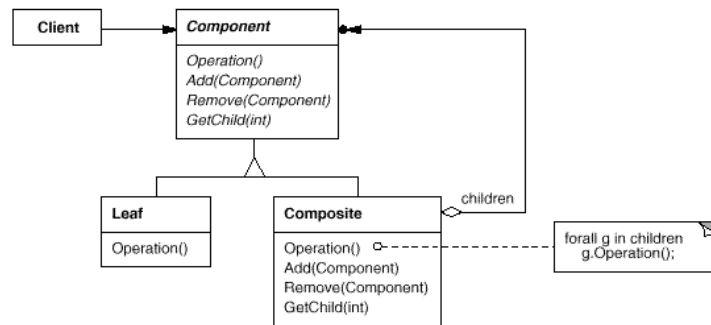 Client
Component
Operation()
Add(Component)
Remove(Component)
GetChild(int)
Leaf
Operation()
children
Composite
Operation()
Add(Component)
Remove(Component)
GetChild(int)
forall g in children
g.Operation();